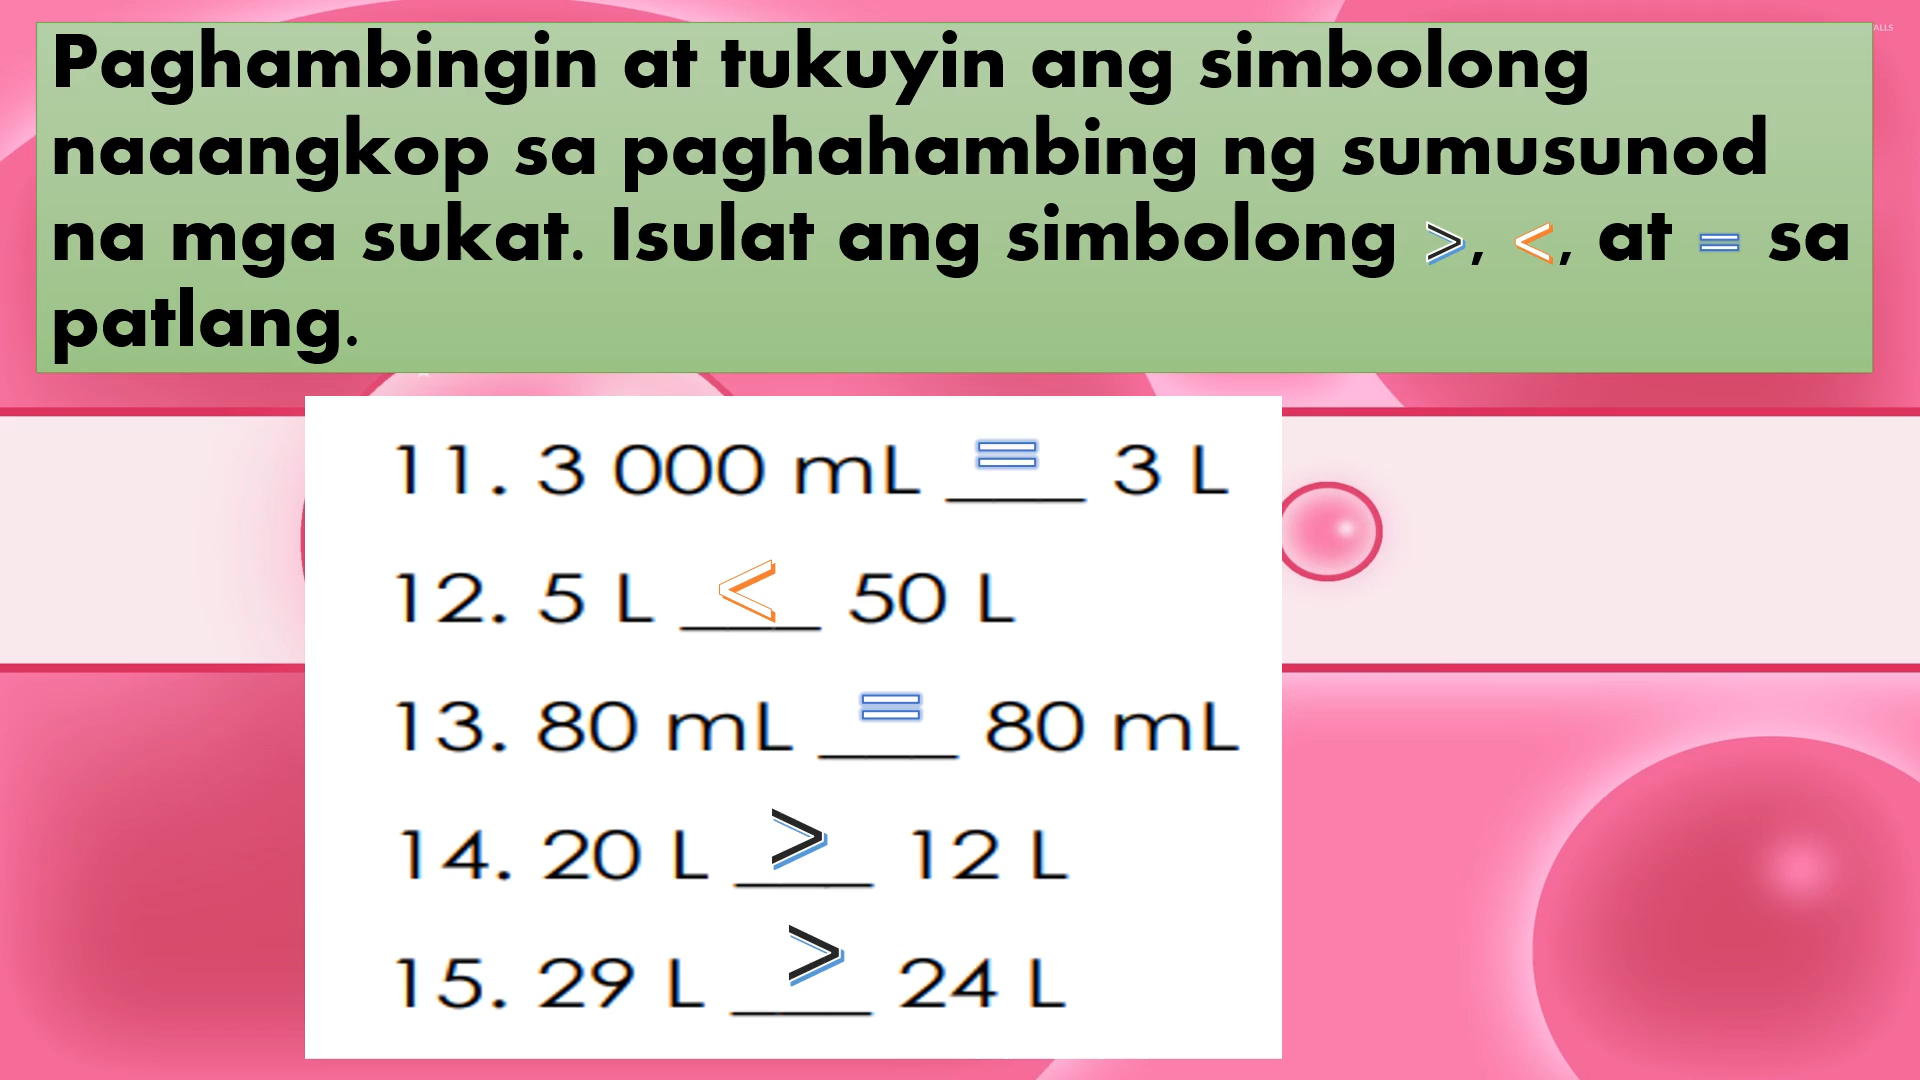 Paghambingin at tukuyin ang simbolong
naaangkop sa paghahambing ng sumusunod
na mga sukat. Isulat ang simbolong >, <, at = sa
patlang.
11. 3 000 mL = 3 L
12. 5 L < 50 L
13. 80 mL = 80 mL
14. 20 L > 12 L
15. 29 L > 24 L